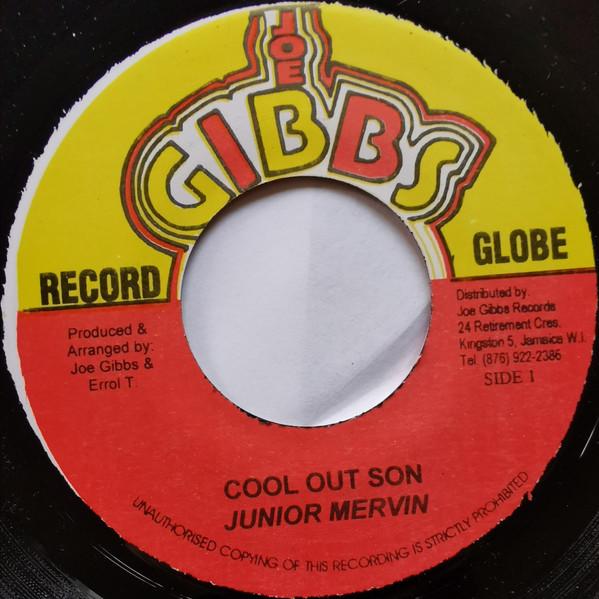 JOE
GIBBS
RECORD
GLOBE
Produced &
Arranged by:
Joe Gibbs &
Errol T.
Distributed by:
Joe Gibbs Records
24 Retirement Cres.
Kingston 5, Jamaica W.I.
Tel. (876) 922-2386
SIDE 1
COOL OUT SON
JUNIOR MERVIN
UNAUTHORISED COPYING OF THIS RECORDING IS STRICTLY PROHIBITED